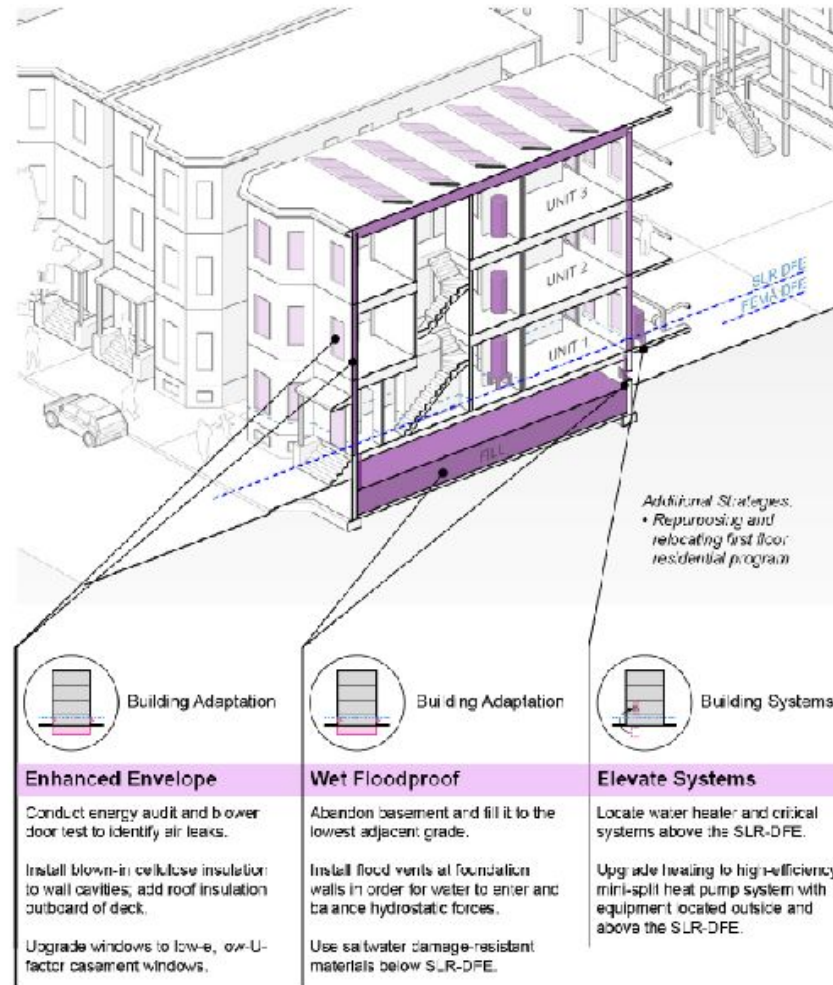 UNIT 3
UNIT 2
UNIT 1
SLR-DFE
FEMA DFE
FILL
Additional Strategies:
• Repurposing and
relocating first floor
residential program
Building Adaptation
Enhanced Envelope
Conduct energy audit and blower
door test to identify air leaks.
Install blown-in cellulose insulation
to wall cavities; add roof insulation
outboard of deck.
Upgrade windows to low-e, low-U-
factor casement windows.
Building Adaptation
Wet Floodproof
Abandon basement and fill it to the
lowest adjacent grade.
Install flood vents at foundation
walls in order for water to enter and
balance hydrostatic forces.
Use saltwater damage-resistant
materials below SLR-DFE.
Building Systems
Elevate Systems
Locate water heater and critical
systems above the SLR-DFE.
Upgrade heating to high-efficiency
mini-split heat pump system with
equipment located outside and
above the SLR-DFE.